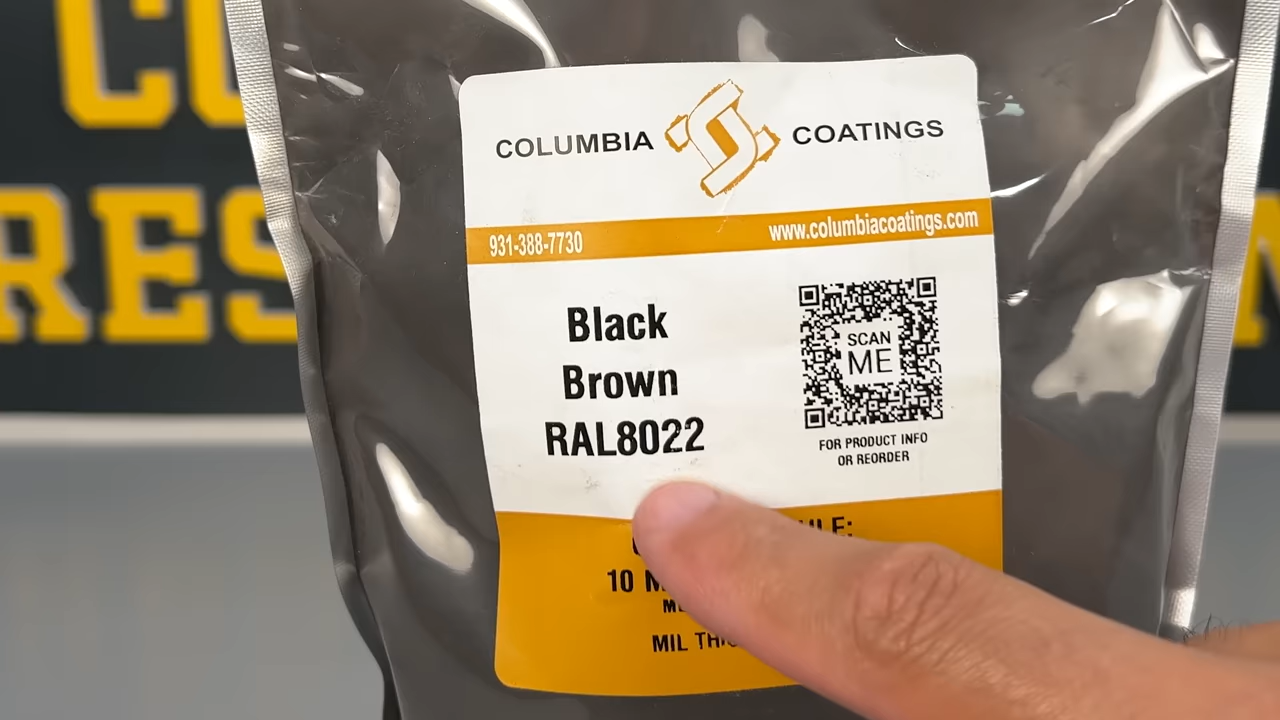 COLUMBIA COATINGS
931-388-7730 www.columbiacoatings.com
Black
Brown
RAL8022
SCAN
ME
FOR PRODUCT INFO
OR REORDER
10
MIL